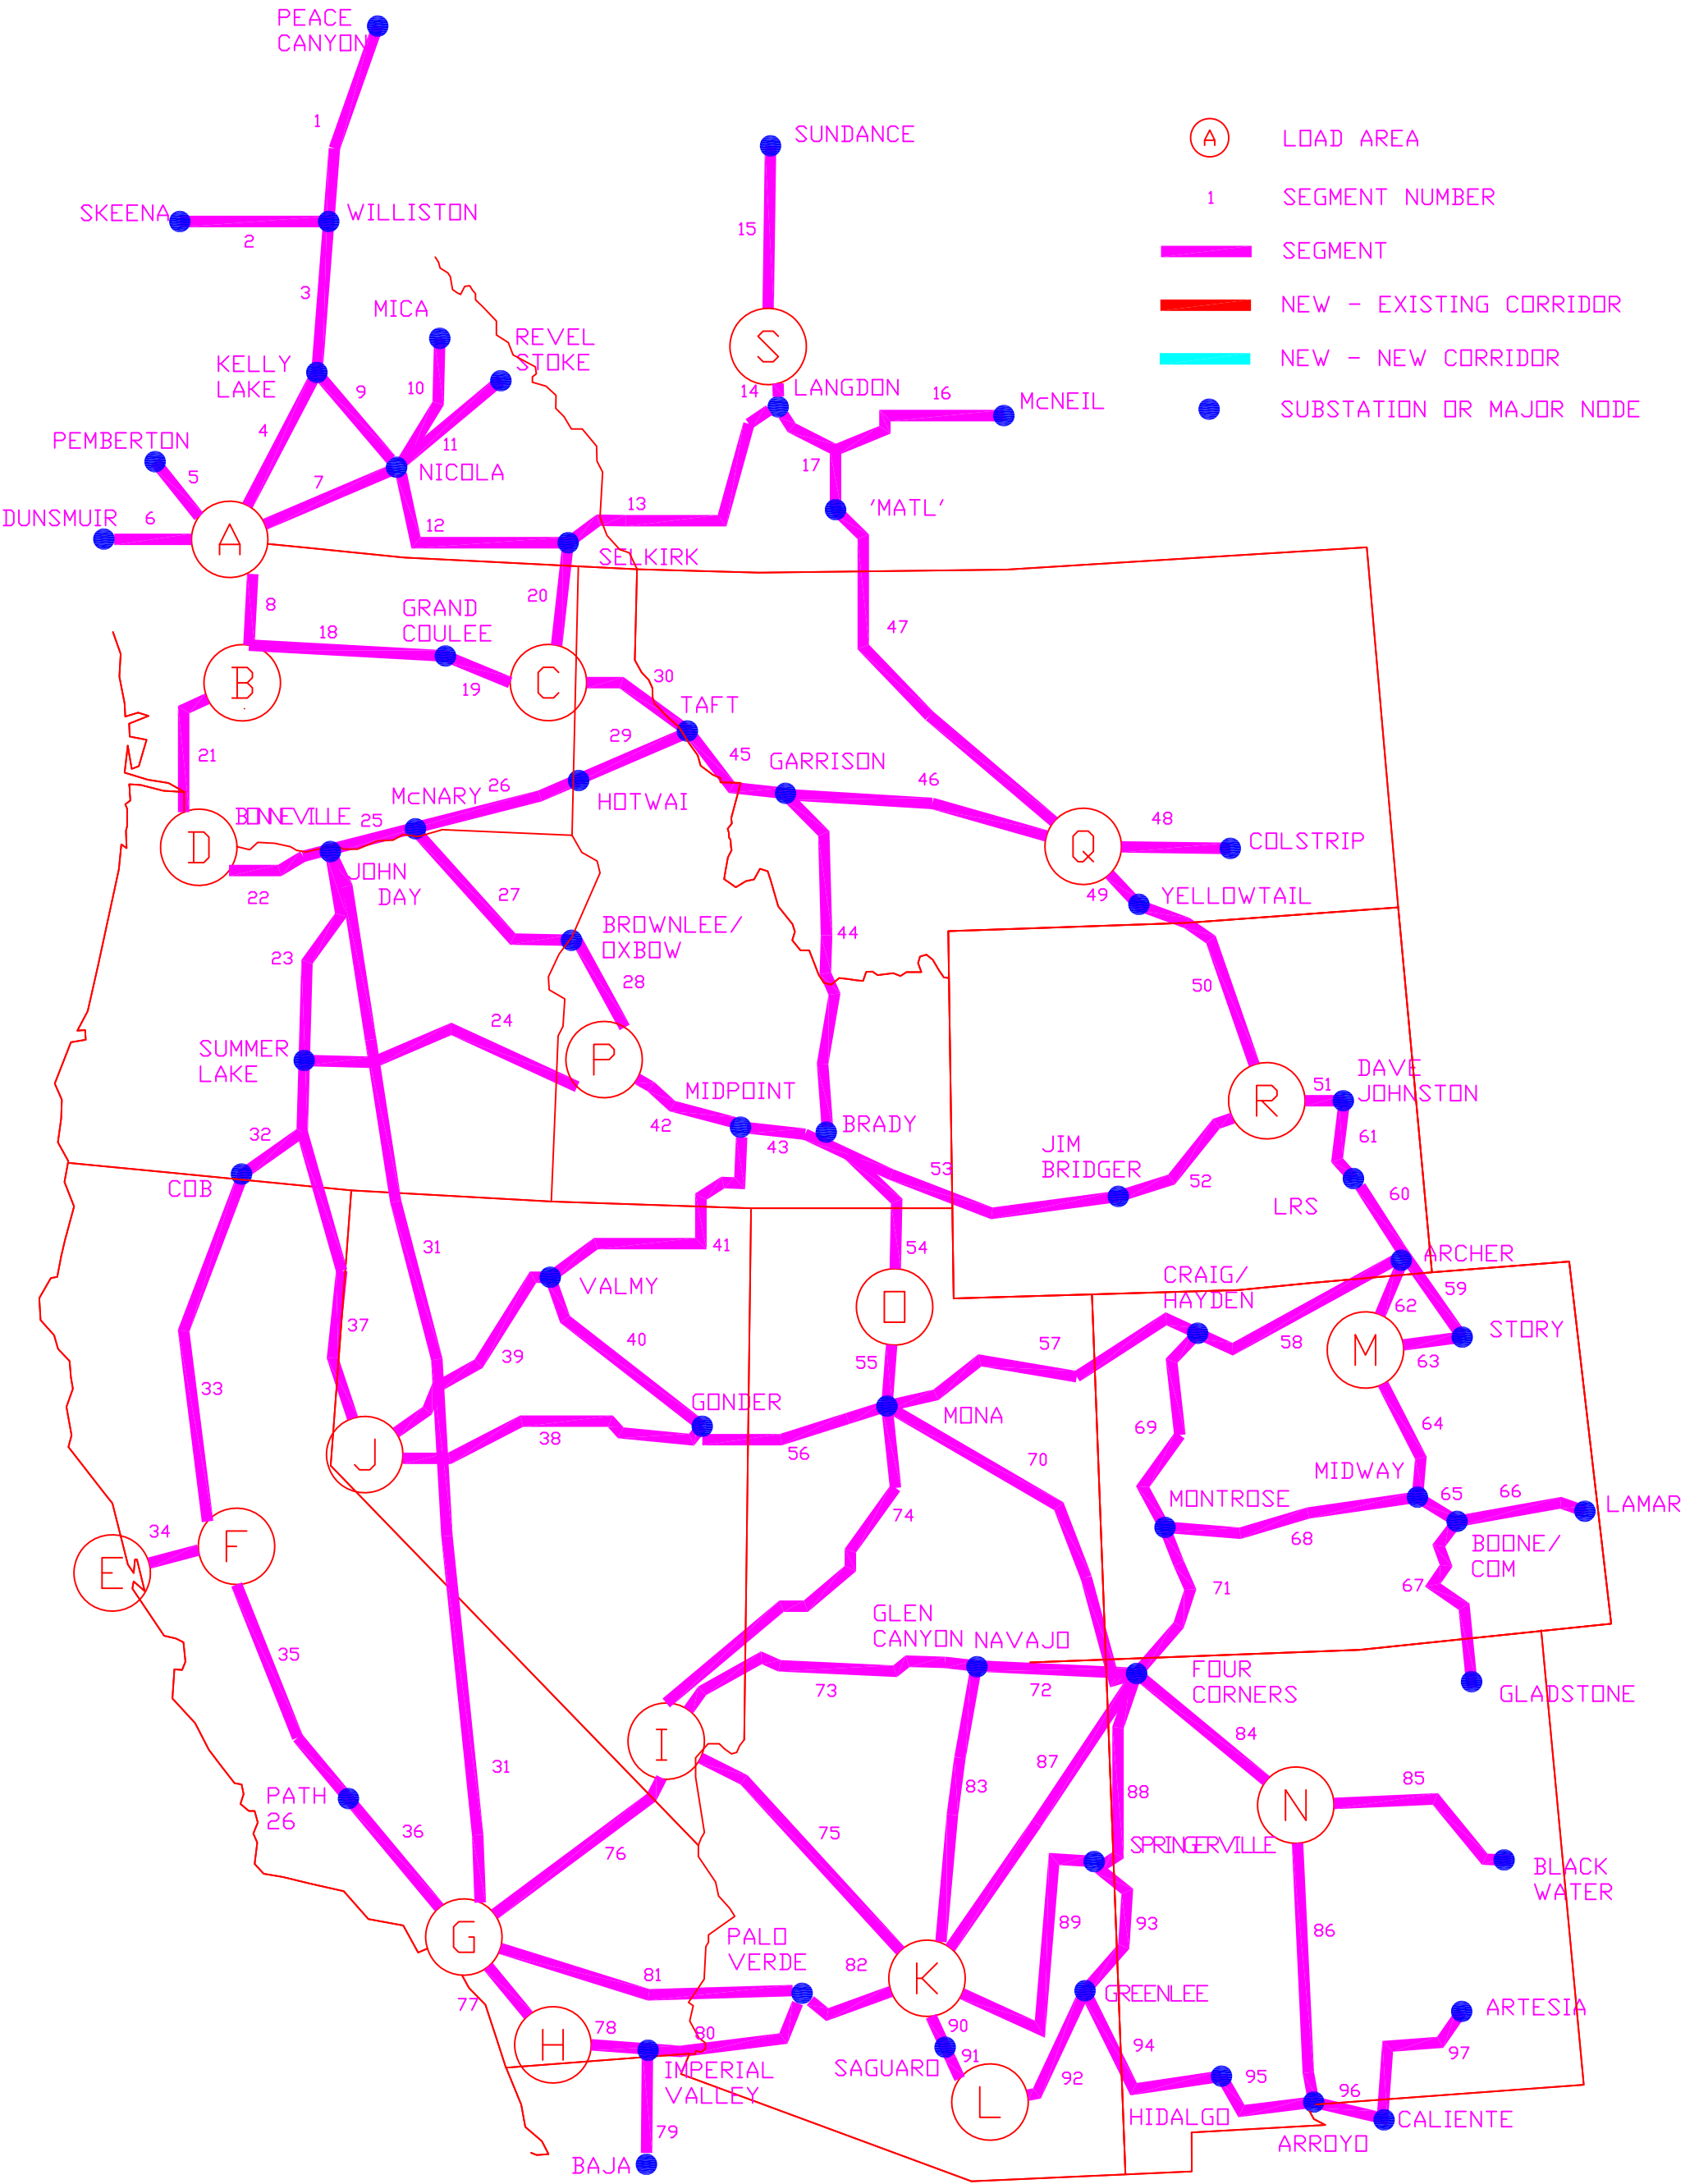 PEACE
CANYON
1
SUNDANCE
A LOAD AREA
1 SEGMENT NUMBER
SKEENA
WILLISTON
2
15
SEGMENT
3
NEW - EXISTING CORRIDOR
MICA
REVEL
STOKE
S
NEW - NEW CORRIDOR
KELLY
LAKE
9
10
14
LANGDON
16
McNEIL
SUBSTATION OR MAJOR NODE
4
11
PEMBERTON
5
7
NICOLA
17
DUNSMUIR
6
A
12
13
'MATL'
SELKIRK
8
20
GRAND
COULEE
18
47
B
19
C
30
TAFT
21
29
45
GARRISON
46
26
HOTWAI
McNARY
D
BONNEVILLE
25
Q
48
COLSTRIP
22
JOHN
DAY
27
49
YELLOWTAIL
BROWNLEE/
OXBOW
44
23
28
50
24
SUMMER
LAKE
P
MIDPOINT
R
51
DAVE
JOHNSTON
42
43
BRADY
61
32
JIM
BRIDGER
53
52
COB
60
LRS
31
41
54
ARCHER
VALMY
CRAIG/
HAYDEN
59
O
62
37
40
57
58
STORY
39
55
M
63
33
GONDER
MONA
69
64
38
56
J
70
MIDWAY
65
66
LAMAR
74
MONTROSE
34
F
68
BOONE/
COM
E
67
71
GLEN
CANYON
NAVAJO
35
FOUR
CORNERS
73
72
GLADSTONE
I
84
31
87
PATH
26
83
88
N
85
36
75
76
SPRINGERVILLE
BLACK
WATER
G
PALO
VERDE
89
93
86
81
82
K
77
GREENLEE
ARTESIA
78
80
90
94
H
SAGUARO
91
97
IMPERIAL
VALLEY
92
95
96
L
HIDALGO
CALIENTE
79
ARROYO
BAJA